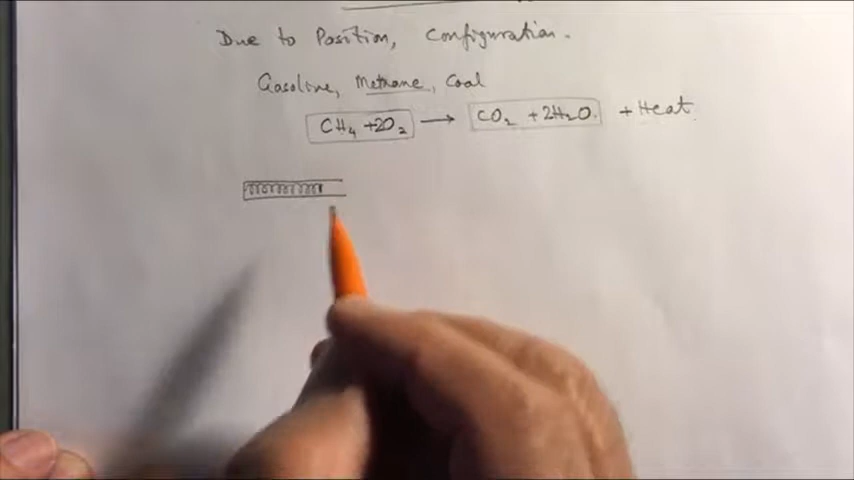 Due to Position, Configuration.
Gasoline, Methane, Coal
CH₄ + 2O₂ → CO₂ + 2H₂O. + Heat